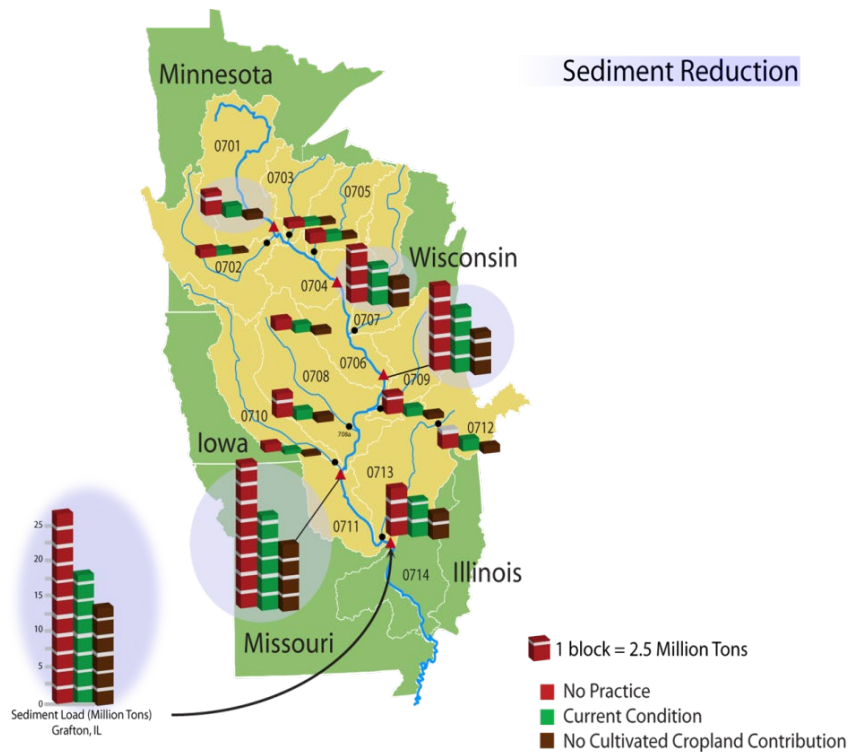 Sediment Reduction
Minnesota
0701
0703
0705
0702
Wisconsin
0704
0707
0706
0708
0709
0710
0712
708a
Iowa
0713
0711
0714
Illinois
Missouri
25
20
15
10
5
0
Sediment Load (Million Tons)
Grafton, IL
1 block = 2.5 Million Tons
No Practice
Current Condition
No Cultivated Cropland Contribution